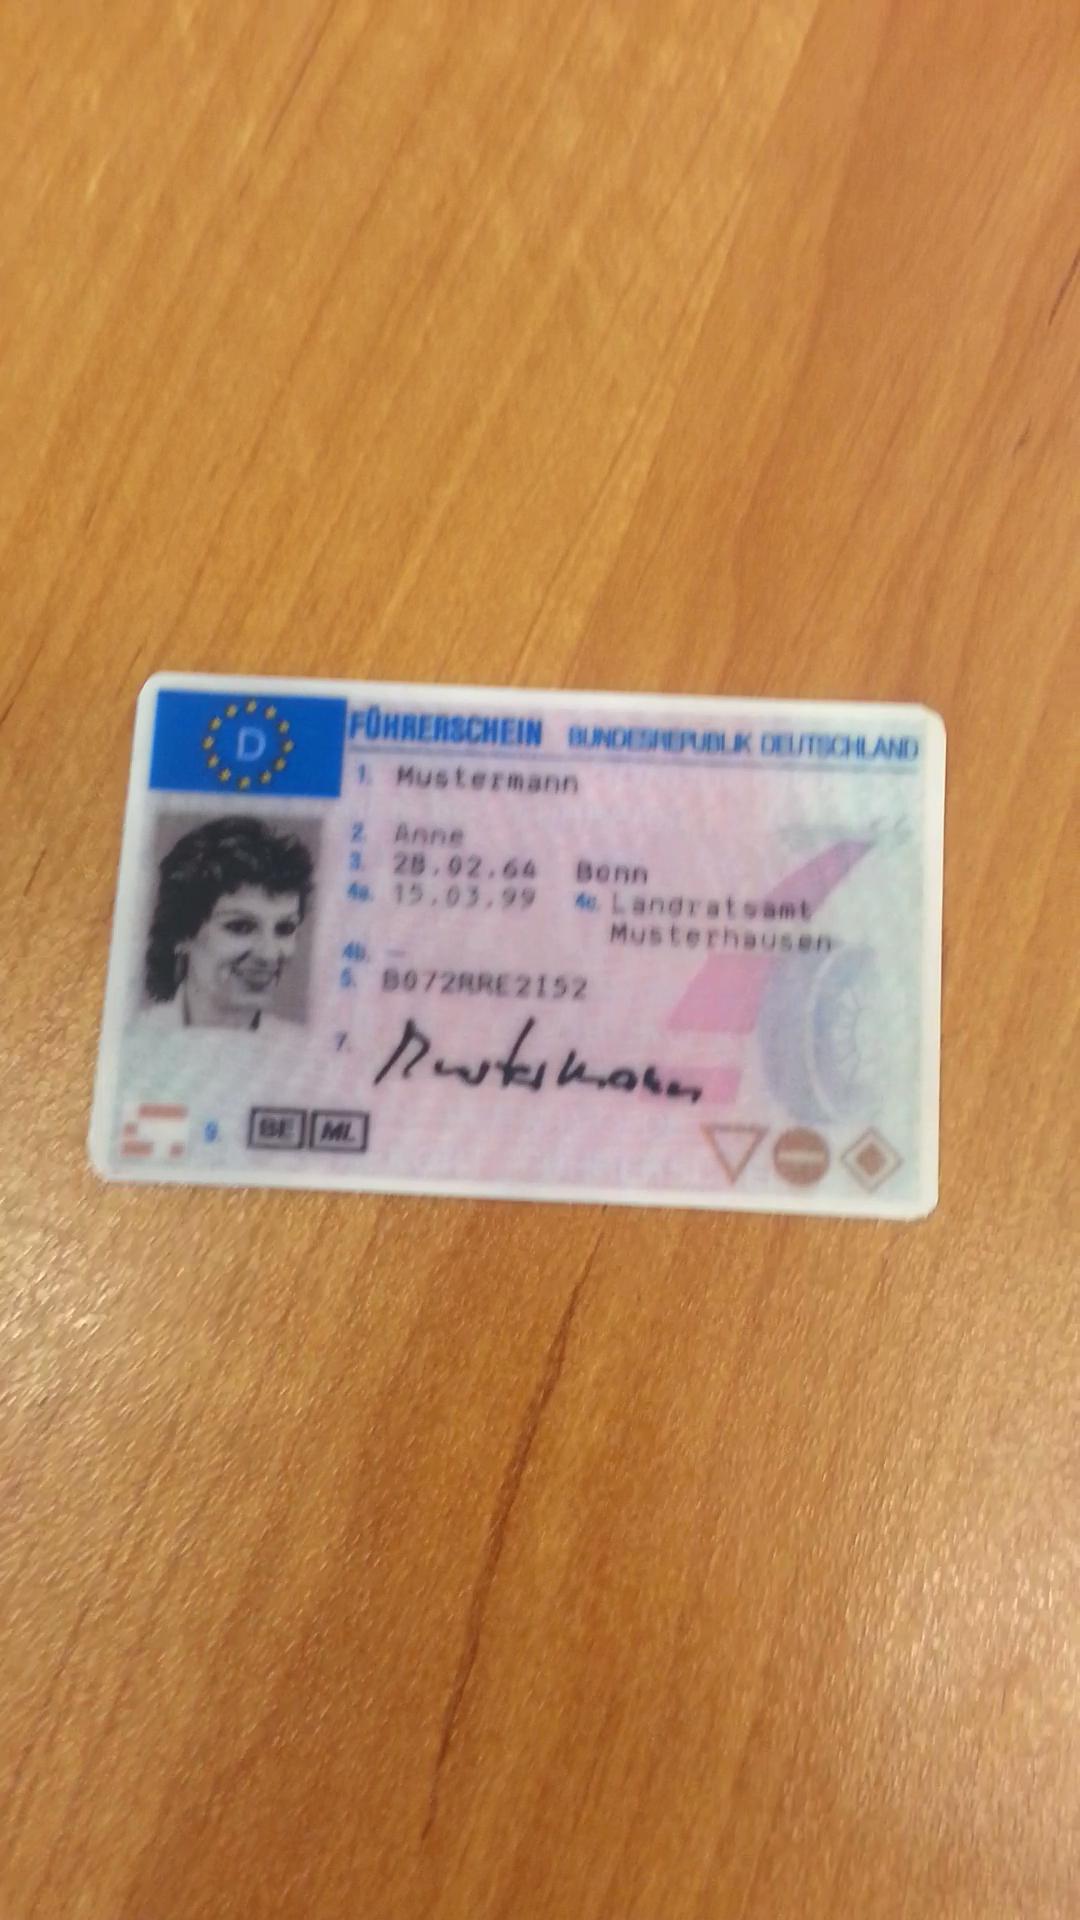 D
FÜHRERSCHEIN BUNDESREPUBLIK DEUTSCHLAND
1. Mustermann
2. Anne
3. 28.02.64 Bonn
4a. 15.03.99 4c. Landratsamt
Musterhausen
4b. —
5. B072RRE2I52
7. Mustermann
9. BE ML